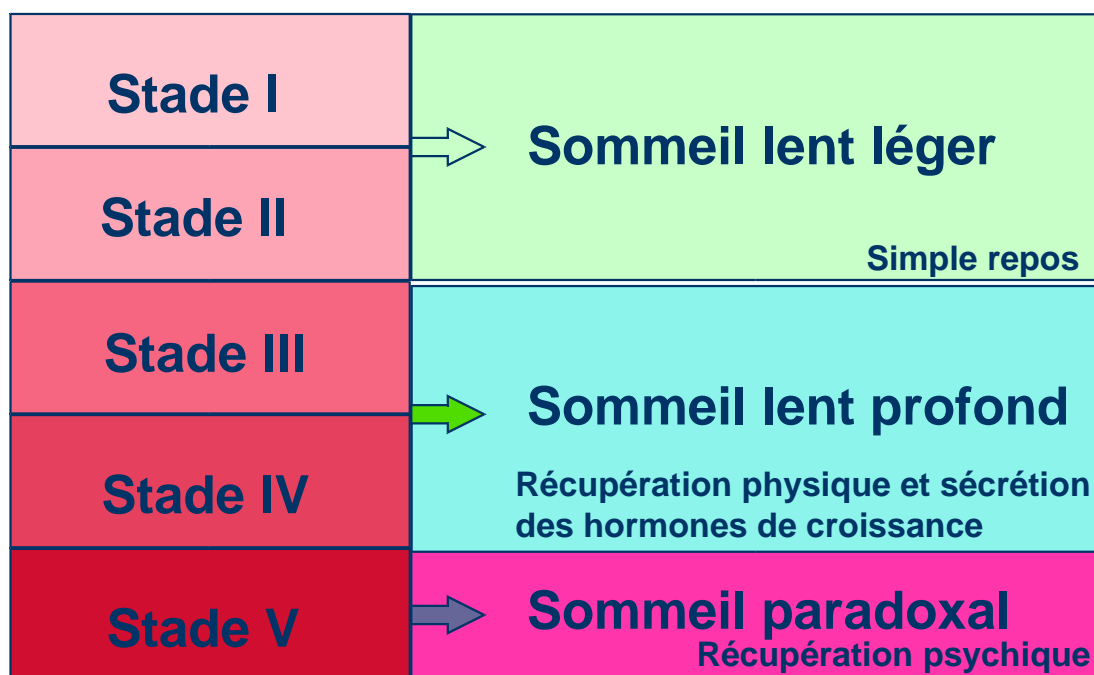 Stade I
Sommeil lent léger
Stade II
Simple repos
Stade III
Sommeil lent profond
Stade IV
Récupération physique et sécrétion
des hormones de croissance
Stade V
Sommeil paradoxal
Récupération psychique